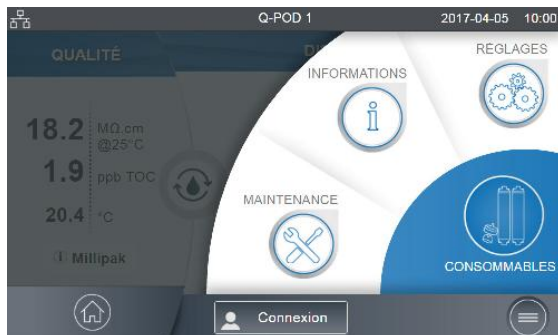 Q-POD 1
2017-04-05 10:00
QUALITÉ
DI
INFORMATIONS
RÉGLAGES
18.2 MΩ.cm
@25°C
1.9 ppb TOC
MAINTENANCE
20.4 °C
Millipak
CONSOMMABLES
Connexion